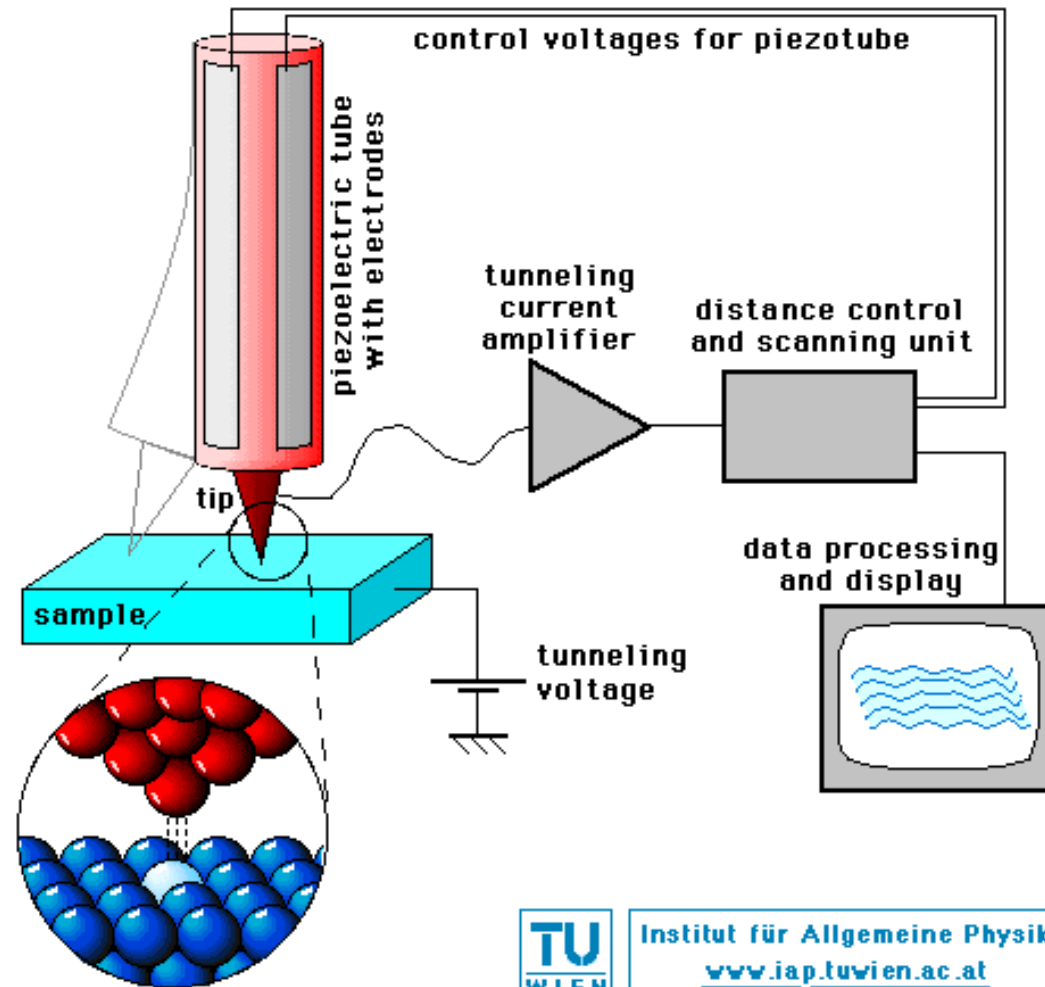 control voltages for piezotube
piezoelectric tube
with electrodes
tunneling
current
amplifier
distance control
and scanning unit
tip
data processing
and display
sample
tunneling
voltage
TU
WIEN
Institut für Allgemeine Physik
www.iap.tuwien.ac.at